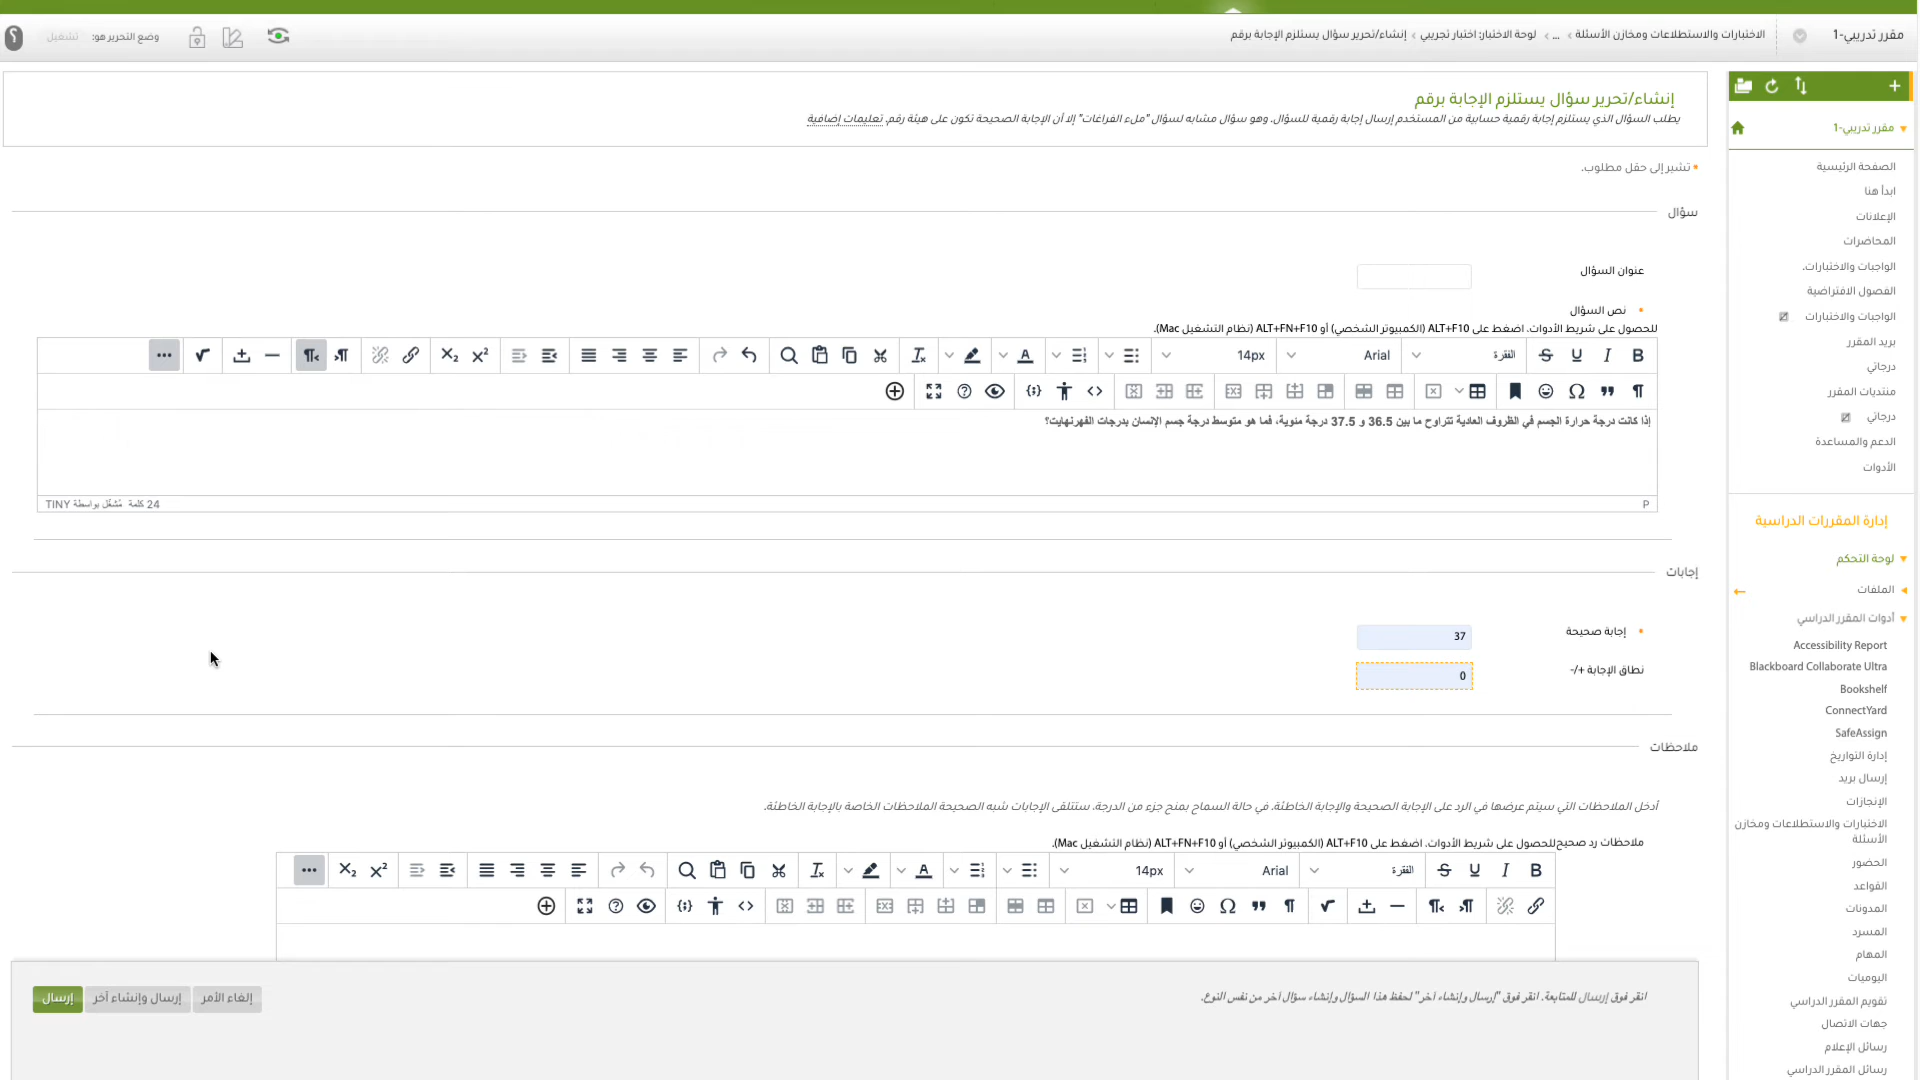 مقرر تدريبي-1
الاختبارات والاستطلاعات ومخازن الأسئلة › ... › لوحة الاختبار: اختبار تجريبي › إنشاء/تحرير سؤال يستلزم الإجابة برقم
وضع التحرير هو: تشغيل
؟
إنشاء/تحرير سؤال يستلزم الإجابة برقم
يطلب السؤال الذي يستلزم إجابة رقمية حسابية من المستخدم إرسال إجابة رقمية للسؤال. وهو سؤال مشابه لسؤال "ملء الفراغات" إلا أن الإجابة الصحيحة تكون على هيئة رقم. تعليمات إضافية
* تشير إلى حقل مطلوب.
سؤال
عنوان السؤال
نص السؤال
للحصول على شريط الأدوات، اضغط على ALT+F10 (الكمبيوتر الشخصي) أو ALT+FN+F10 (نظام التشغيل Mac).
الفقرة Arial 14px
إذا كانت درجة حرارة الجسم في الظروف العادية تتراوح ما بين 36.5 و 37.5 درجة مئوية، فما هو متوسط درجة جسم الإنسان بدرجات الفهرنهايت؟
P
24 كلمة مُشغّل بواسطة TINY
إجابات
إجابة صحيحة 37
نطاق الإجابة +/- 0
ملاحظات
أدخل الملاحظات التي سيتم عرضها في الرد على الإجابة الصحيحة والإجابة الخاطئة. في حالة السماح بمنح جزء من الدرجة، ستتلقى الإجابات شبه الصحيحة الملاحظات الخاصة بالإجابة الخاطئة.
ملاحظات رد صحيح للحصول على شريط الأدوات، اضغط على ALT+F10 (الكمبيوتر الشخصي) أو ALT+FN+F10 (نظام التشغيل Mac).
الفقرة Arial 14px
انقر فوق إرسال للمتابعة. انقر فوق "إرسال وإنشاء آخر" لحفظ هذا السؤال وإنشاء سؤال آخر من نفس النوع.
إلغاء الأمر إرسال وإنشاء آخر إرسال
مقرر تدريبي-1
الصفحة الرئيسية
ابدأ هنا
الإعلانات
المحاضرات
الواجبات والاختبارات.
الفصول الافتراضية
الواجبات والاختبارات
بريد المقرر
درجاتي
منتديات المقرر
درجاتي
الدعم والمساعدة
الأدوات
إدارة المقررات الدراسية
لوحة التحكم
الملفات
أدوات المقرر الدراسي
Accessibility Report
Blackboard Collaborate Ultra
Bookshelf
ConnectYard
SafeAssign
إدارة التواريخ
إرسال بريد
الإنجازات
الاختبارات والاستطلاعات ومخازن
الأسئلة
الحضور
القواعد
المدونات
المسرد
المهام
اليوميات
تقويم المقرر الدراسي
جهات الاتصال
رسائل الإعلام
رسائل المقرر الدراسي